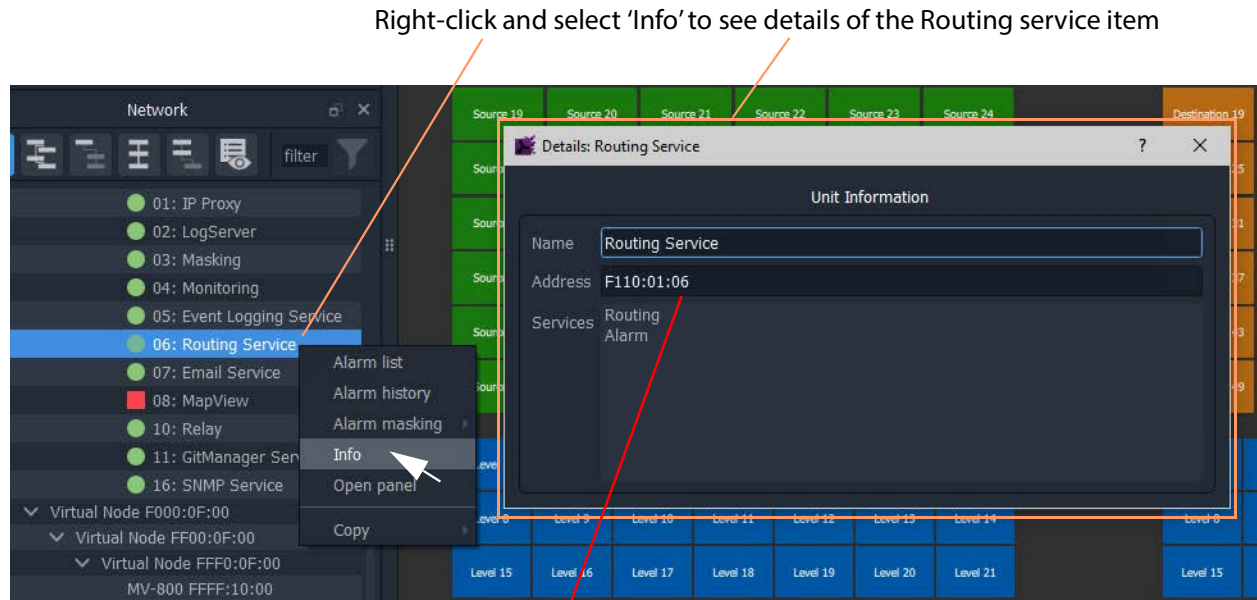 Right-click and select ‘Info’ to see details of the Routing service item
Network
filter
01: IP Proxy
02: LogServer
03: Masking
04: Monitoring
05: Event Logging Service
06: Routing Service
07: Email Service
08: MapView
10: Relay
11: GitManager Ser
16: SNMP Service
Virtual Node F000:0F:00
Virtual Node FF00:0F:00
Virtual Node FFF0:0F:00
MV-800 FFFF:10:00
Alarm list
Alarm history
Alarm masking
Info
Open panel
Copy
Source 19 Source 20 Source 21 Source 22 Source 23 Source 24 Destination 19
Details: Routing Service ?
Unit Information
Name Routing Service
Address F110:01:06
Services Routing
Alarm
Level 8 Level 9 Level 10 Level 11 Level 12 Level 13 Level 14 Level 8
Level 15 Level 16 Level 17 Level 18 Level 19 Level 20 Level 21 Level 15